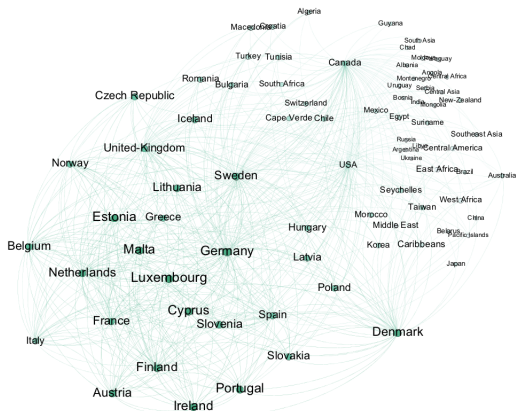 Algeria
Macedonia
Croatia
Guyana
South Asia
Chad
Turkey
Tunisia
Canada
Moldova
Paraguay
Albania
Angola
Romania
Bulgaria
South Africa
Montenegro
Central Africa
Uruguay
Serbia
Central Asia
Czech Republic
Switzerland
Bosnia
India
New-Zealand
Mongolia
Mexico
Egypt
Iceland
Cape Verde
Chile
Suriname
Southeast Asia
Russia
Libya
Argentina
Central America
Ukraine
United-Kingdom
Norway
Sweden
USA
East Africa
Brazil
Australia
Lithuania
Seychelles
West Africa
Estonia
Greece
Morocco
Taiwan
China
Hungary
Middle East
Belarus
Pacific Islands
Belgium
Malta
Germany
Korea
Caribbeans
Latvia
Japan
Netherlands
Luxembourg
Poland
Cyprus
Spain
France
Slovenia
Denmark
Italy
Slovakia
Finland
Austria
Portugal
Ireland